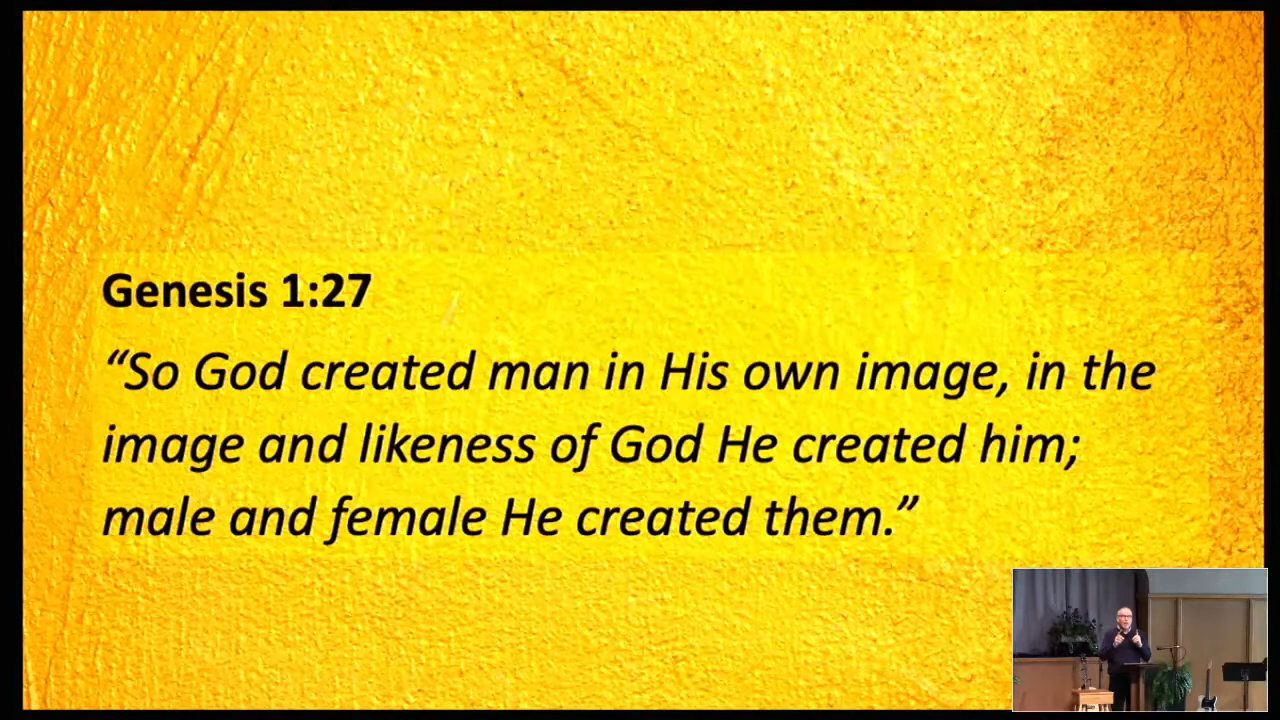 Genesis 1:27
“So God created man in His own image, in the
image and likeness of God He created him;
male and female He created them.”